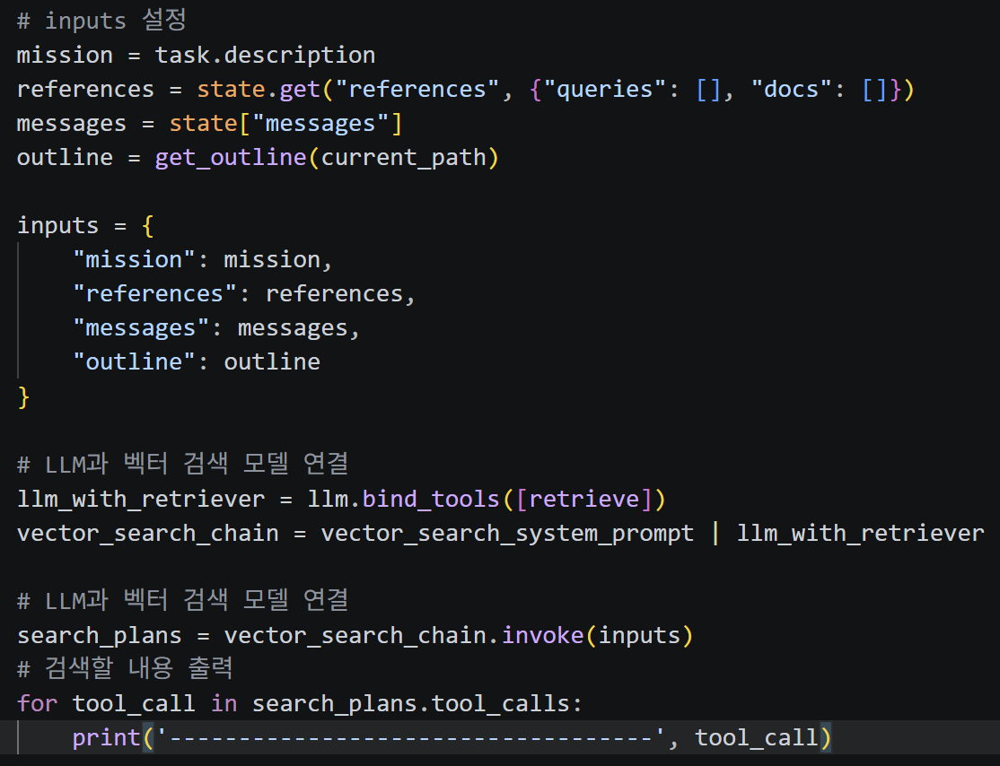 # inputs 설정
mission = task.description
references = state.get("references", {"queries": [], "docs": []})
messages = state["messages"]
outline = get_outline(current_path)

inputs = {
    "mission": mission,
    "references": references,
    "messages": messages,
    "outline": outline
}

# LLM과 벡터 검색 모델 연결
llm_with_retriever = llm.bind_tools([retrieve])
vector_search_chain = vector_search_system_prompt | llm_with_retriever

# LLM과 벡터 검색 모델 연결
search_plans = vector_search_chain.invoke(inputs)
# 검색할 내용 출력
for tool_call in search_plans.tool_calls:
    print('-----------------------------------', tool_call)